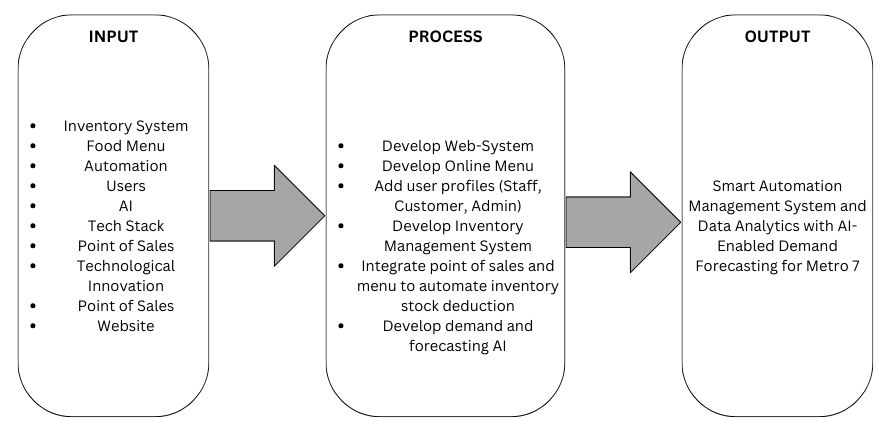 INPUT
• Inventory System
• Food Menu
• Automation
• Users
• AI
• Tech Stack
• Point of Sales
• Technological
Innovation
• Point of Sales
• Website
PROCESS
• Develop Web-System
• Develop Online Menu
• Add user profiles (Staff,
Customer, Admin)
• Develop Inventory
Management System
• Integrate point of sales and
menu to automate inventory
stock deduction
• Develop demand and
forecasting AI
OUTPUT
Smart Automation
Management System and
Data Analytics with AI-
Enabled Demand
Forecasting for Metro 7